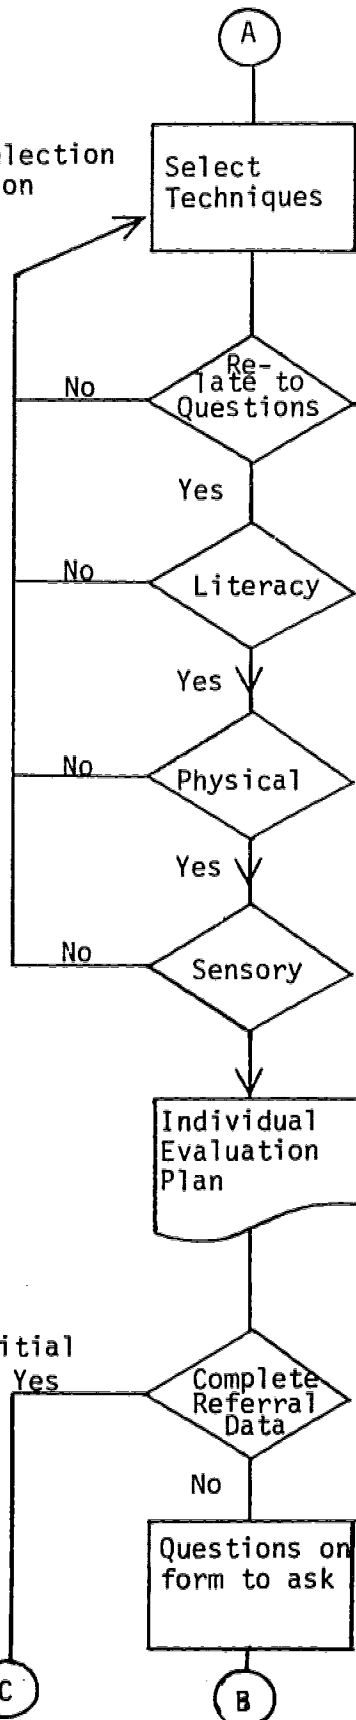 A
election
on
Select
Techniques
Re-
late to
Questions
No
Yes
Literacy
No
Yes
Physical
No
Yes
Sensory
No
Individual
Evaluation
Plan
itial
Yes
Complete
Referral
Data
No
Questions on
form to ask
C
B